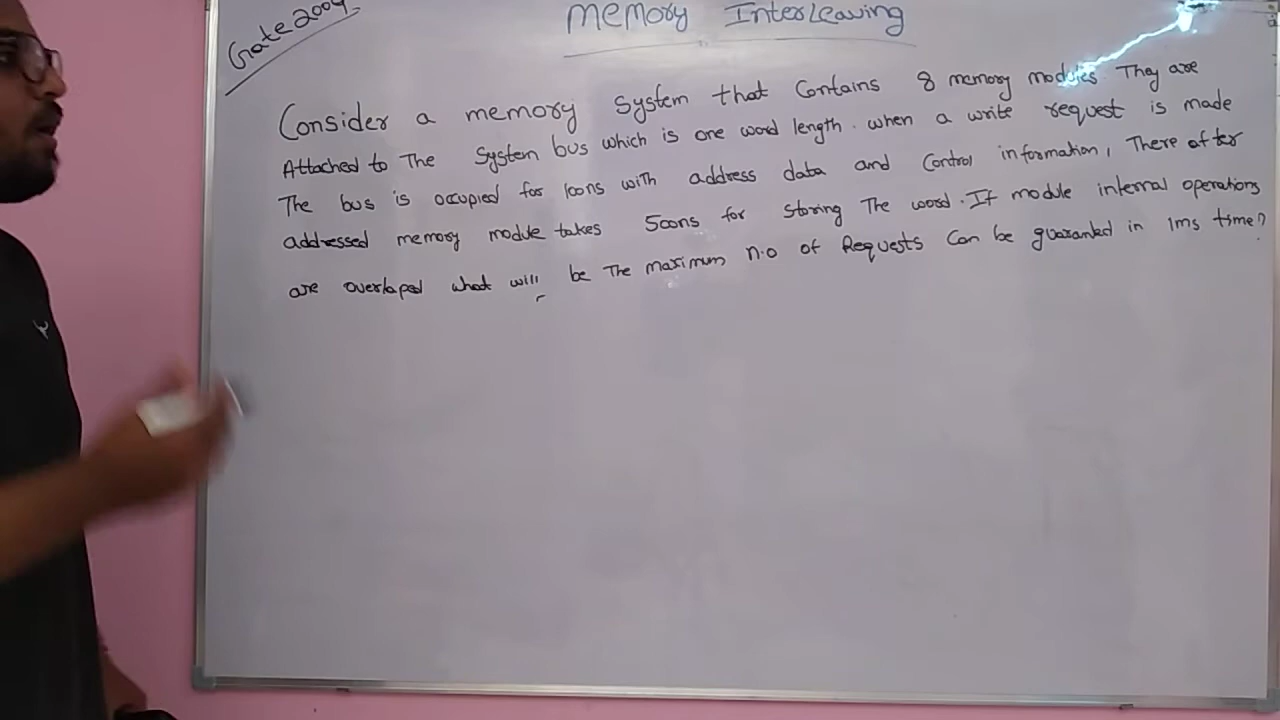 Gate2009
Memory Interleaving
Consider a memory system that contains 8 memory modules They are
Attached to The system bus which is one word length. when a write request is made
The bus is occupied for 100ns with address data and control information, There after
addressed memory module takes 500ns for storing The word. If module internal operations
are overlaped what will be The maximum n.o of Requests can be guaranted in 1ms time?